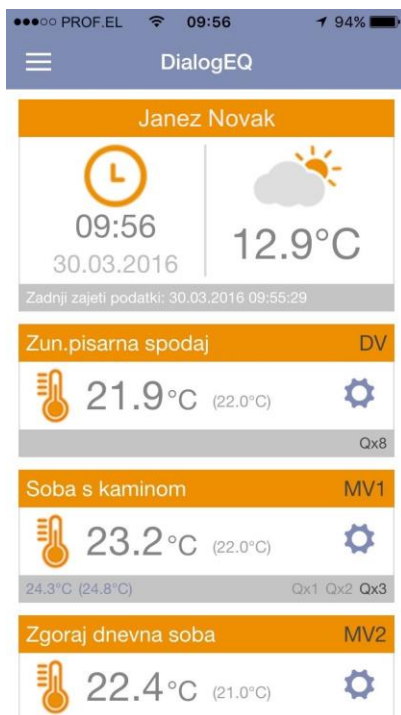 PROF.EL 09:56 94%
DialogEQ
Janez Novak
09:56
30.03.2016
12.9°C
Zadnji zajeti podatki: 30.03.2016 09:55:29
Zun.pisarna spodaj DV
21.9°C (22.0°C)
Qx8
Soba s kaminom MV1
23.2°C (22.0°C)
24.3°C (24.8°C) Qx1 Qx2 Qx3
Zgoraj dnevna soba MV2
22.4°C (21.0°C)